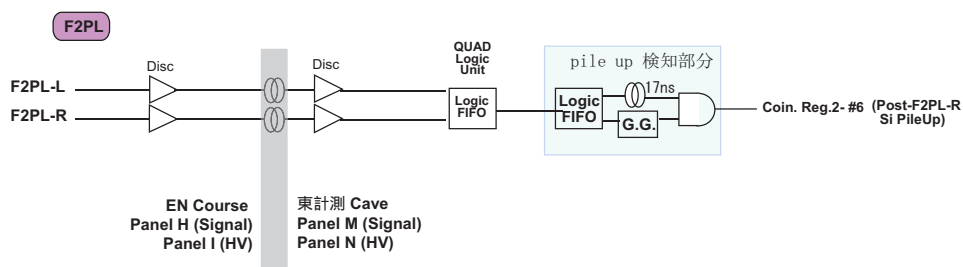 F2PL
QUAD
Logic
Unit
Disc
Disc
pile up 検知部分
F2PL-L
F2PL-R
Logic
FIFO
Logic
FIFO
17ns
G.G.
Coin. Reg.2- #6 (Post-F2PL-R
Si PileUp)
EN Course
Panel H (Signal)
Panel I (HV)
東計測 Cave
Panel M (Signal)
Panel N (HV)